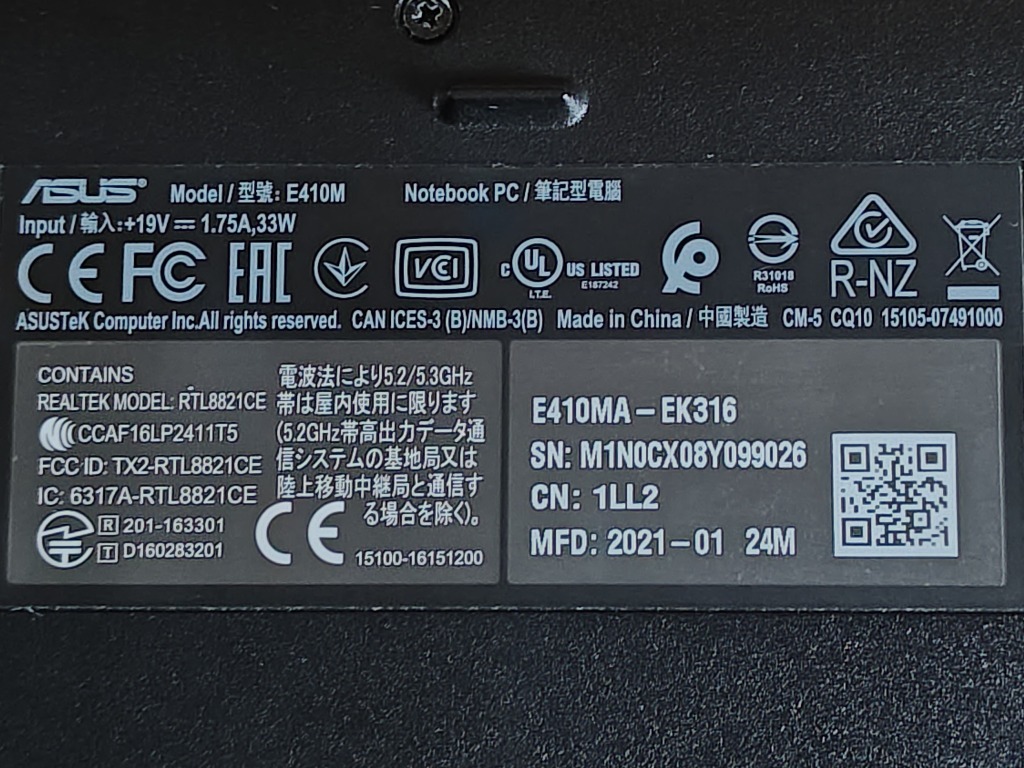 ASUS® Model / 型號: E410M Notebook PC / 筆記型電腦
Input / 輸入:+19V⎓ 1.75A,33W
CE FC EAC VCI c UL US LISTED R31018 R-NZ
I.T.E. E187242 RoHS
ASUSTeK Computer Inc.All rights reserved. CAN ICES-3 (B)/NMB-3(B) Made in China / 中國製造 CM-5 CQ10 15105-07491000
CONTAINS
REALTEK MODEL: RTL8821CE
CCAF16LP2411T5
FCC ID: TX2-RTL8821CE
IC: 6317A-RTL8821CE
R 201-163301
T D160283201
電波法により5.2/5.3GHz
帯は屋内使用に限ります
(5.2GHz帯高出力データ通
信システムの基地局又は
陸上移動中継局と通信す
る場合を除く)。
CE 15100-16151200
E410MA-EK316
SN: M1N0CX08Y099026
CN: 1LL2
MFD: 2021-01 24M